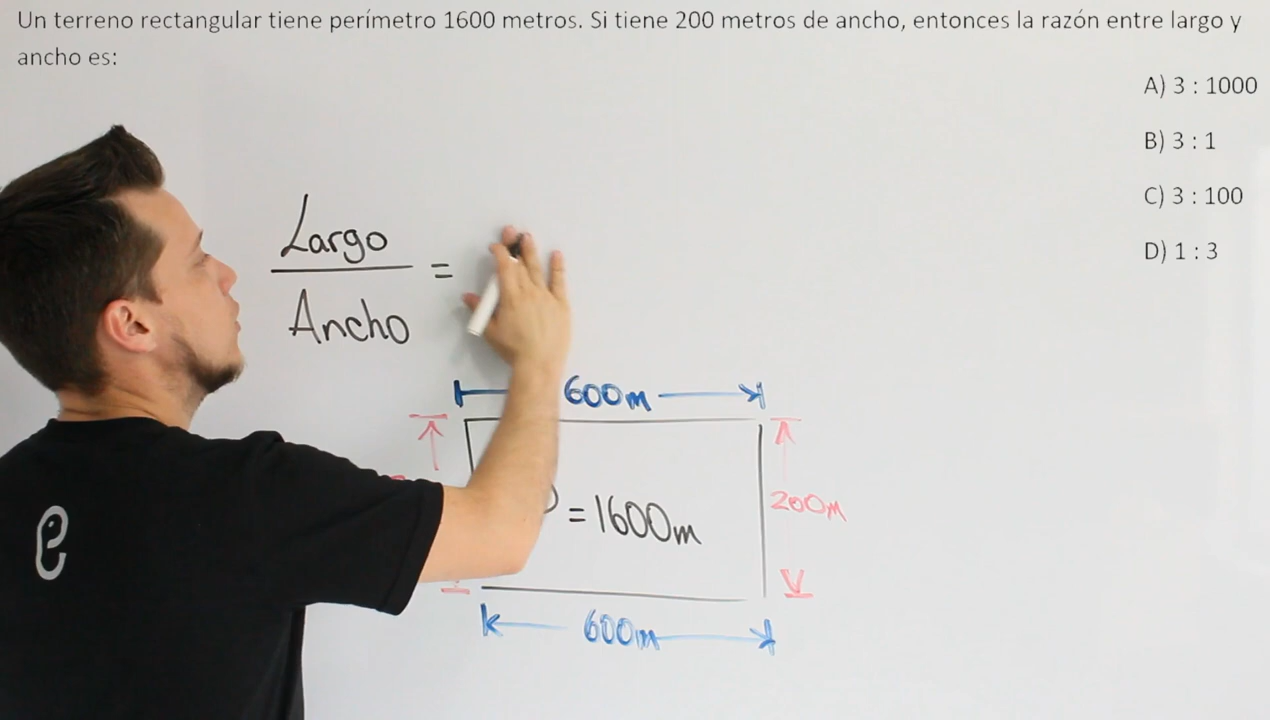 Un terreno rectangular tiene perímetro 1600 metros. Si tiene 200 metros de ancho, entonces la razón entre largo y
ancho es:
A) 3 : 1000
B) 3 : 1
C) 3 : 100
D) 1 : 3
Largo
=
Ancho
600m
= 1600m
200m
600m
e